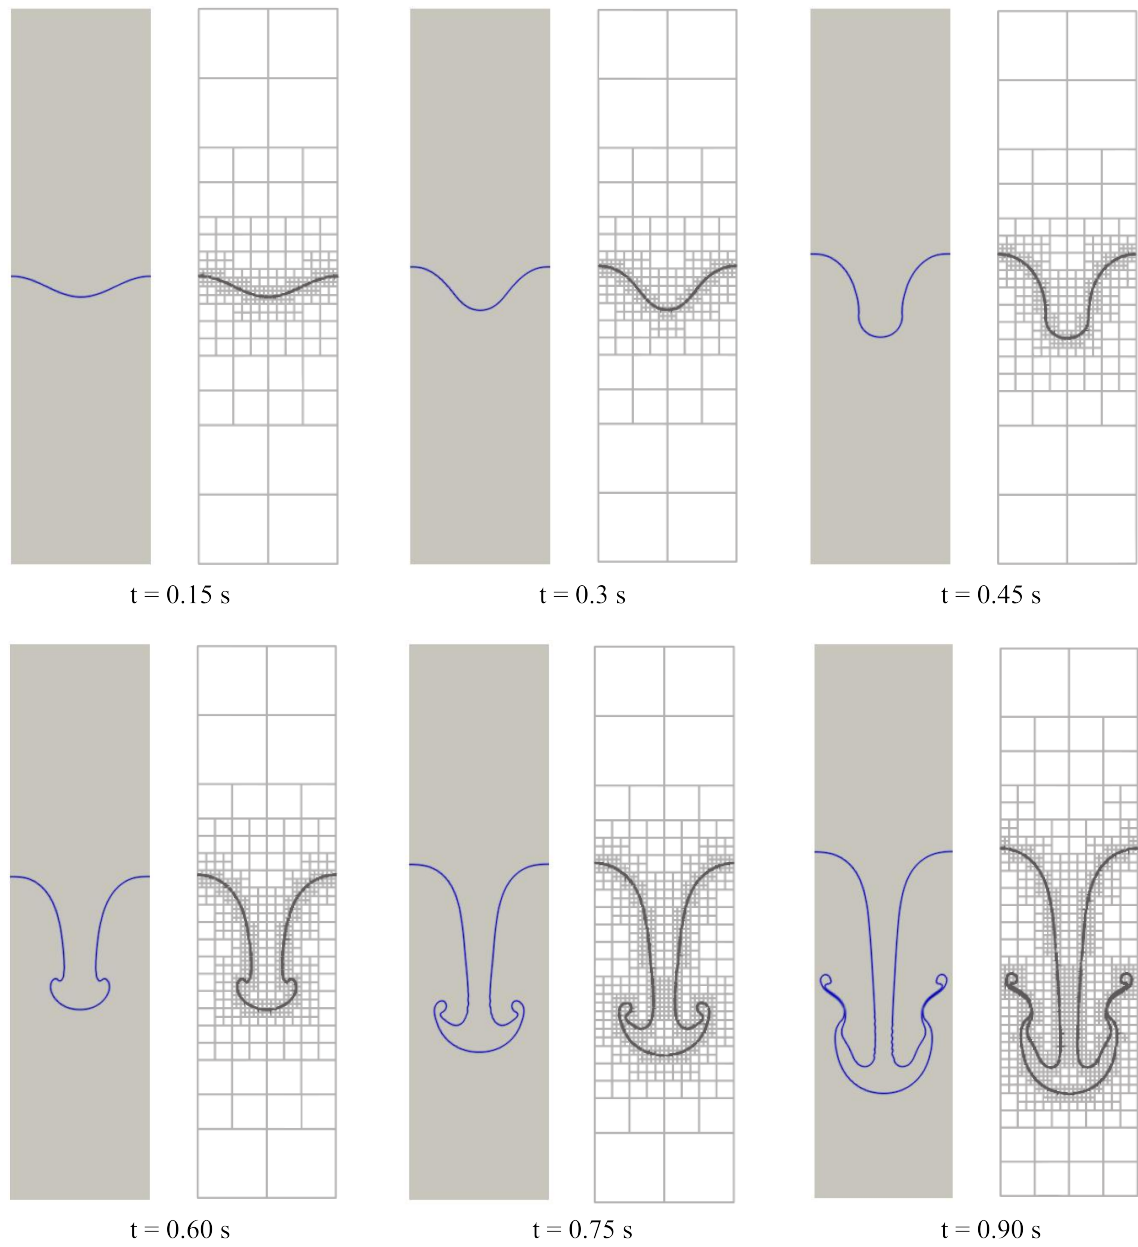 t = 0.15 s
t = 0.3 s
t = 0.45 s
t = 0.60 s
t = 0.75 s
t = 0.90 s